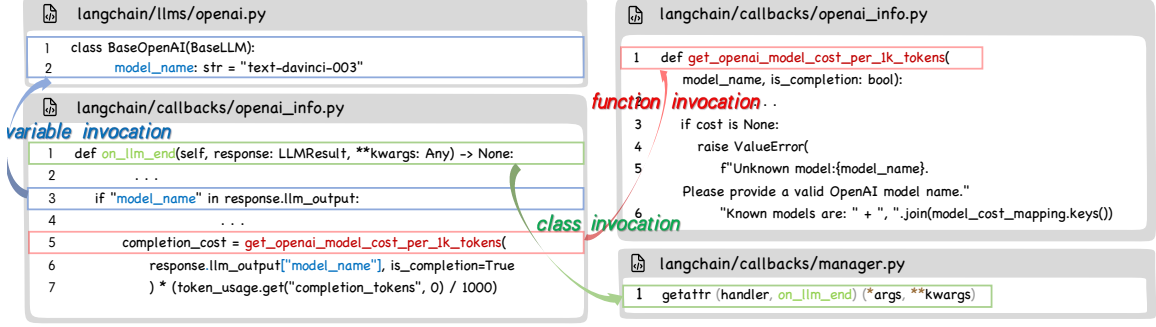 langchain/llms/openai.py
1 class BaseOpenAI(BaseLLM):
2 model_name: str = "text-davinci-003"
variable invocation
langchain/callbacks/openai_info.py
1 def on_llm_end(self, response: LLMResult, **kwargs: Any) -> None:
2 . . .
3 if "model_name" in response.llm_output:
4 . . .
5 completion_cost = get_openai_model_cost_per_1k_tokens(
6 response.llm_output["model_name"], is_completion=True
7 ) * (token_usage.get("completion_tokens", 0) / 1000)
function invocation
class invocation
langchain/callbacks/openai_info.py
1 def get_openai_model_cost_per_1k_tokens(
model_name, is_completion: bool):
2 . . .
3 if cost is None:
4 raise ValueError(
5 f"Unknown model:{model_name}.
Please provide a valid OpenAI model name."
6 "Known models are: " + ", ".join(model_cost_mapping.keys())
langchain/callbacks/manager.py
1 getattr (handler, on_llm_end) (*args, **kwargs)